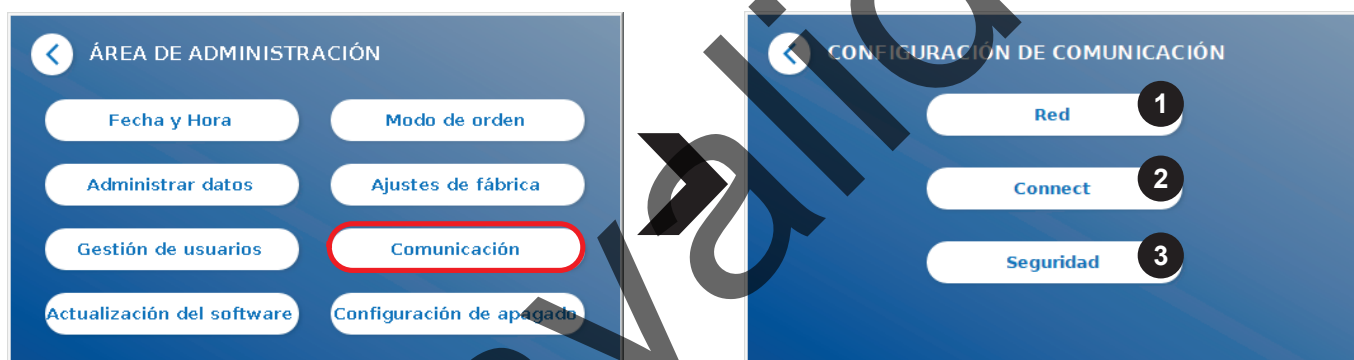 ÁREA DE ADMINISTRACIÓN
Fecha y Hora
Modo de orden
Administrar datos
Ajustes de fábrica
Gestión de usuarios
Comunicación
Actualización del software
Configuración de apagado
CONFIGURACIÓN DE COMUNICACIÓN
Red
1
Connect
2
Seguridad
3